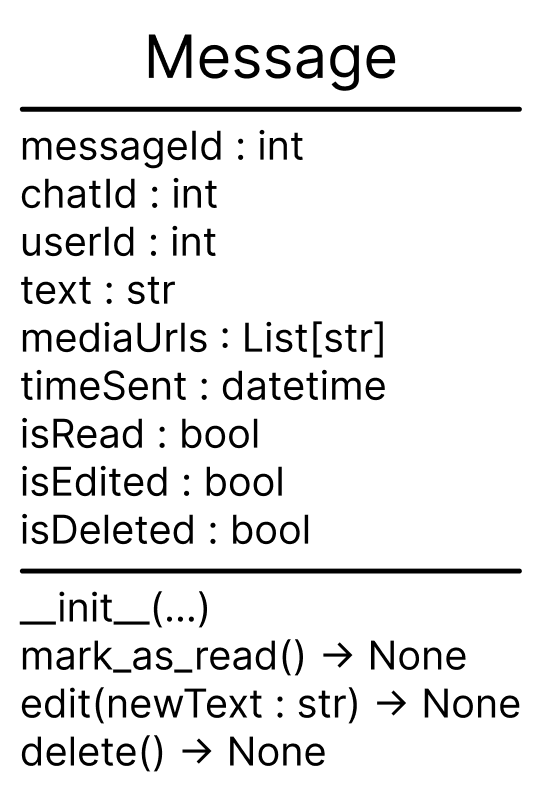 Message
messageId : int
chatId : int
userId : int
text : str
mediaUrls : List[str]
timeSent : datetime
isRead : bool
isEdited : bool
isDeleted : bool
__init__(...)
mark_as_read() → None
edit(newText : str) → None
delete() → None